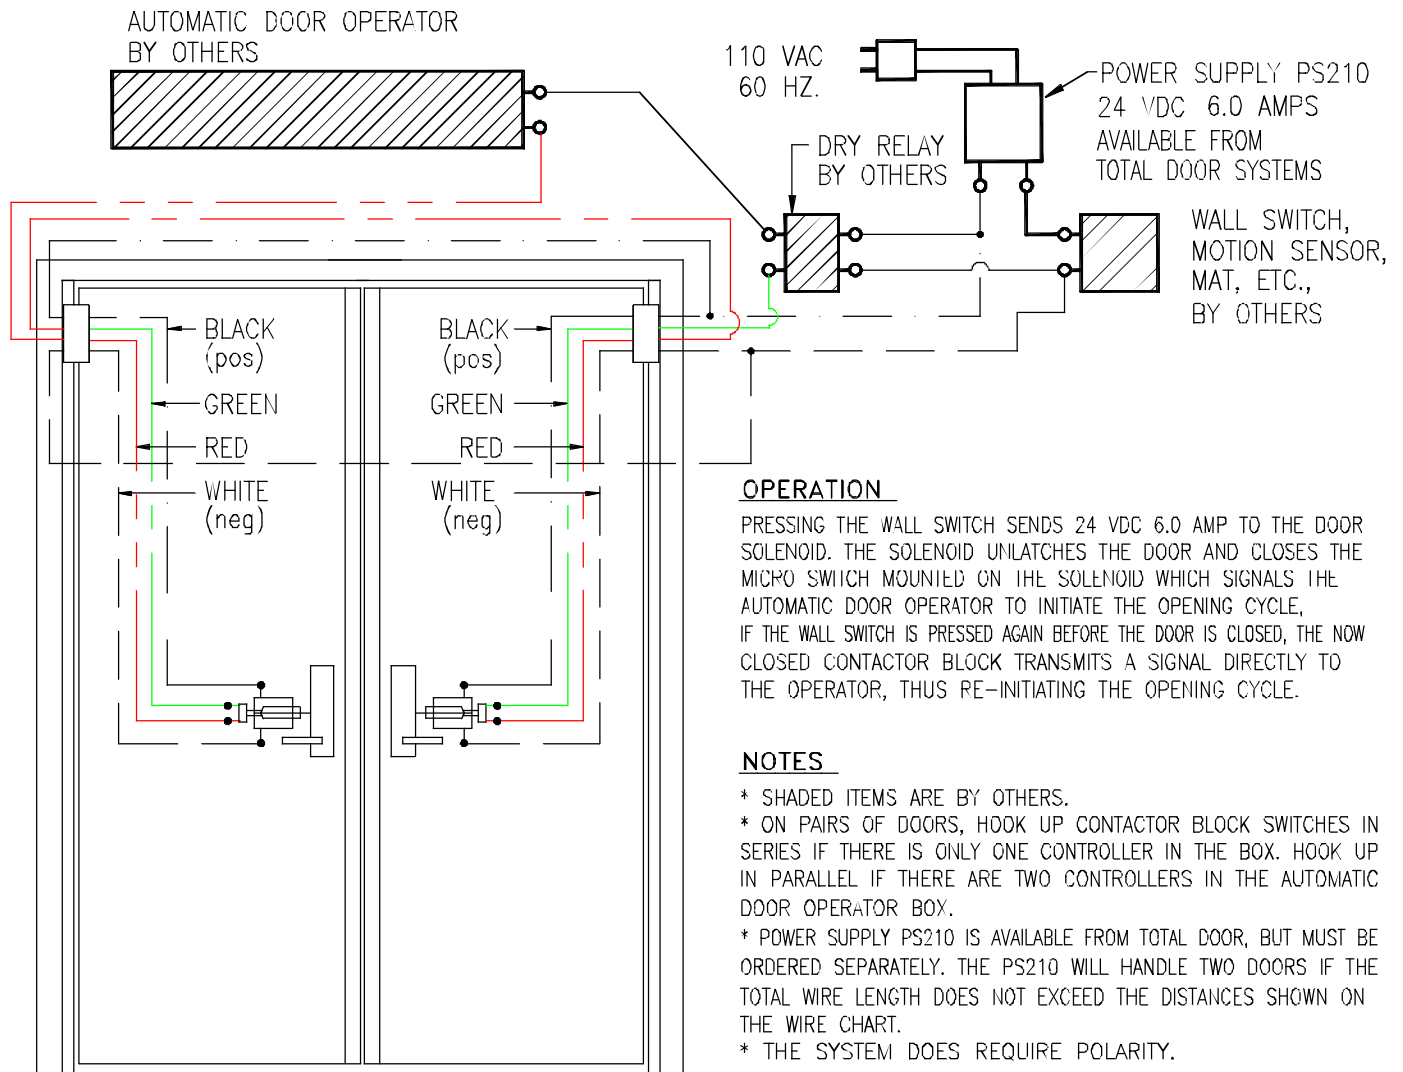 AUTOMATIC DOOR OPERATOR
BY OTHERS
110 VAC
60 HZ.
POWER SUPPLY PS210
24 VDC 6.0 AMPS
AVAILABLE FROM
TOTAL DOOR SYSTEMS
DRY RELAY
BY OTHERS
WALL SWITCH,
MOTION SENSOR,
MAT, ETC.,
BY OTHERS
BLACK
(pos)
GREEN
RED
WHITE
(neg)
BLACK
(pos)
GREEN
RED
WHITE
(neg)
OPERATION
PRESSING THE WALL SWITCH SENDS 24 VDC 6.0 AMP TO THE DOOR
SOLENOID. THE SOLENOID UNLATCHES THE DOOR AND CLOSES THE
MICRO SWITCH MOUNTED ON THE SOLENOID WHICH SIGNALS THE
AUTOMATIC DOOR OPERATOR TO INITIATE THE OPENING CYCLE,
IF THE WALL SWITCH IS PRESSED AGAIN BEFORE THE DOOR IS CLOSED, THE NOW
CLOSED CONTACTOR BLOCK TRANSMITS A SIGNAL DIRECTLY TO
THE OPERATOR, THUS RE-INITIATING THE OPENING CYCLE.
NOTES
* SHADED ITEMS ARE BY OTHERS.
* ON PAIRS OF DOORS, HOOK UP CONTACTOR BLOCK SWITCHES IN
SERIES IF THERE IS ONLY ONE CONTROLLER IN THE BOX. HOOK UP
IN PARALLEL IF THERE ARE TWO CONTROLLERS IN THE AUTOMATIC
DOOR OPERATOR BOX.
* POWER SUPPLY PS210 IS AVAILABLE FROM TOTAL DOOR, BUT MUST BE
ORDERED SEPARATELY. THE PS210 WILL HANDLE TWO DOORS IF THE
TOTAL WIRE LENGTH DOES NOT EXCEED THE DISTANCES SHOWN ON
THE WIRE CHART.
* THE SYSTEM DOES REQUIRE POLARITY.